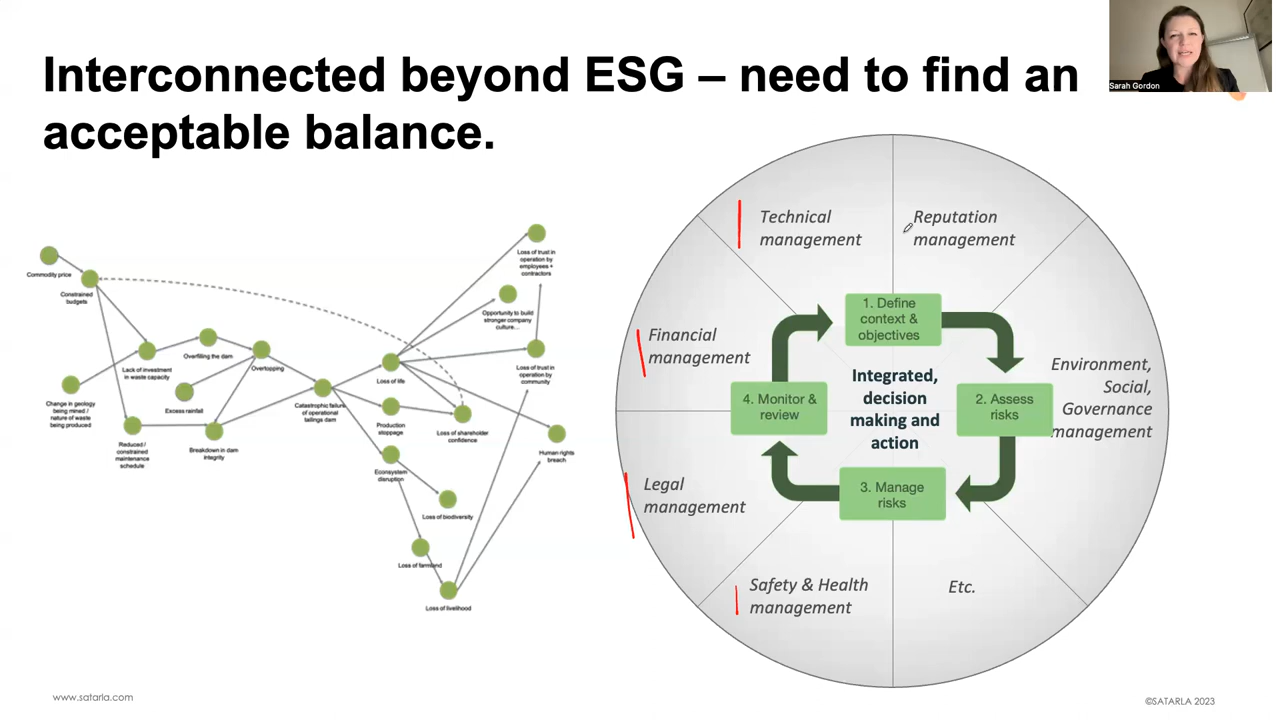 Interconnected beyond ESG – need to find an
acceptable balance.
Sarah Gordon
Commodity price
Constrained
budgets
Lack of investment
in waste capacity
Overfilling the dam
Overtopping
Excess rainfall
Change in geology
being mined /
nature of waste
being produced
Reduced /
constrained
maintenance
schedule
Breakdown in dam
integrity
Catastrophic failure
of operational
tailings dam
Loss of life
Production
stoppage
Ecosystem
disruption
Loss of trust in
operation by
employees +
contractors
Opportunity to build
stronger company
culture...
Loss of trust in
operation by
community
Loss of shareholder
confidence
Human rights
breach
Loss of biodiversity
Loss of farmland
Loss of livelihood
Technical
management
Reputation
management
Financial
management
Environment,
Social,
Governance
management
Legal
management
Safety & Health
management
Etc.
1. Define
context &
objectives
2. Assess
risks
3. Manage
risks
4. Monitor &
review
Integrated,
decision
making and
action
www.satarla.com
©SATARLA 2023